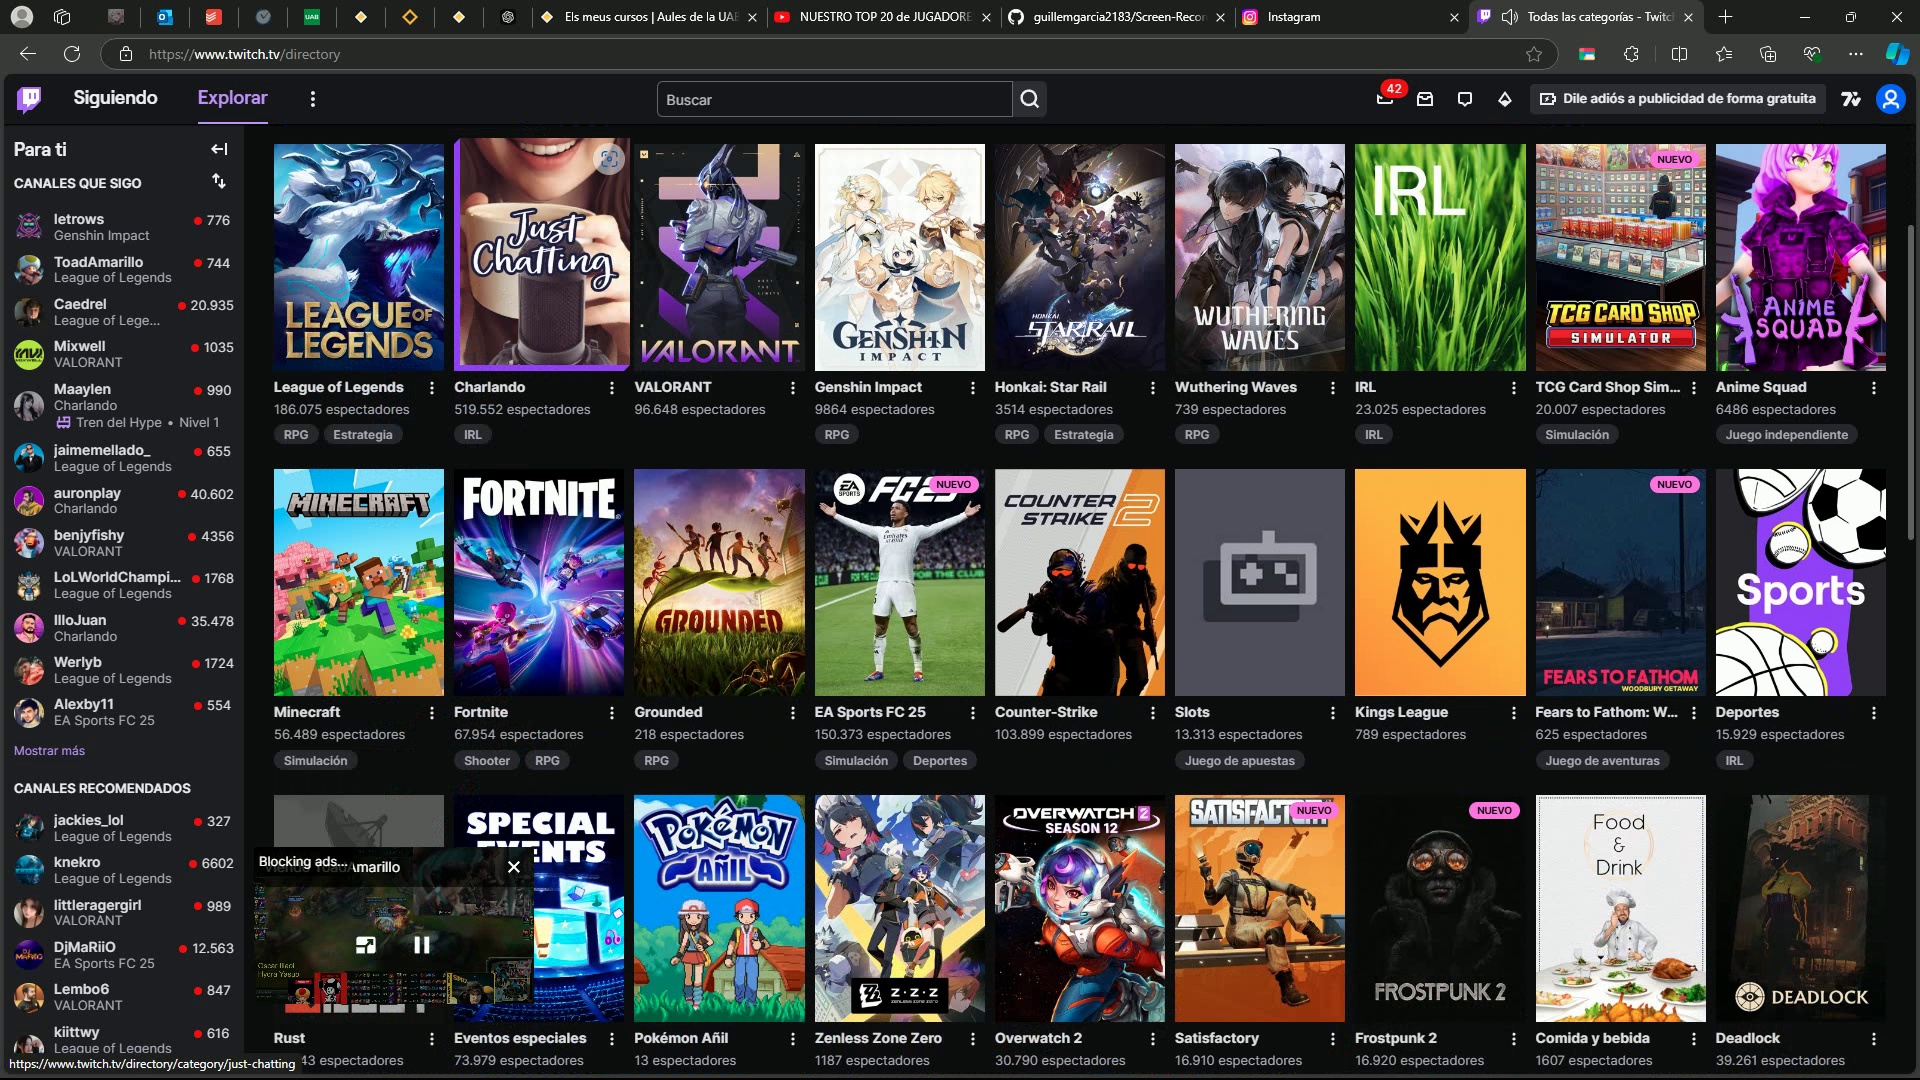 Els meus cursos | Aules de la UAB
NUESTRO TOP 20 de JUGADORE
guillemgarcia2183/Screen-Recor
Instagram
Todas las categorías - Twitc
https://www.twitch.tv/directory
Siguiendo
Explorar
Buscar
42
Dile adiós a publicidad de forma gratuita
Para ti
CANALES QUE SIGO
letrows
776
Genshin Impact
ToadAmarillo
744
League of Legends
Caedrel
20.935
League of Lege...
Mixwell
1035
VALORANT
Maaylen
990
Charlando
Tren del Hype • Nivel 1
jaimemellado_
655
League of Legends
auronplay
40.602
Charlando
benjyfishy
4356
VALORANT
LoLWorldChampi...
1768
League of Legends
IlloJuan
35.478
Charlando
Werlyb
1724
League of Legends
Alexby11
554
EA Sports FC 25
Mostrar más
CANALES RECOMENDADOS
jackies_lol
327
League of Legends
knekro
6602
League of Legends
littleragergirl
989
VALORANT
DjMaRiiO
12.563
EA Sports FC 25
Lembo6
847
VALORANT
kiittwy
616
League of Legends
https://www.twitch.tv/directory/category/just-chatting
LEAGUE OF LEGENDS
Just Chatting
VALORANT
GENSHIN IMPACT
HONKAI: STAR RAIL
WUTHERING WAVES
IRL
NUEVO
TCG CARD SHOP SIMULATOR
ANIME SQUAD
League of Legends
186.075 espectadores
RPG
Estrategia
Charlando
519.552 espectadores
IRL
VALORANT
96.648 espectadores
Genshin Impact
9864 espectadores
RPG
Honkai: Star Rail
3514 espectadores
RPG
Estrategia
Wuthering Waves
739 espectadores
RPG
IRL
23.025 espectadores
IRL
TCG Card Shop Sim...
20.007 espectadores
Simulación
Anime Squad
6486 espectadores
Juego independiente
MINECRAFT
FORTNITE
GROUNDED
EA SPORTS FC25
NUEVO
COUNTER STRIKE 2
NUEVO
FEARS TO FATHOM
WOODBURY GETAWAY
Sports
Minecraft
56.489 espectadores
Simulación
Fortnite
67.954 espectadores
Shooter
RPG
Grounded
218 espectadores
RPG
EA Sports FC 25
150.373 espectadores
Simulación
Deportes
Counter-Strike
103.899 espectadores
Slots
13.313 espectadores
Juego de apuestas
Kings League
789 espectadores
Fears to Fathom: W...
625 espectadores
Juego de aventuras
Deportes
15.929 espectadores
IRL
Blocking ads...
Amarillo
SPECIAL EVENTS
POKéMON AÑIL
Z·Z·Z
ZENLESS ZONE ZERO
OVERWATCH 2
SEASON 12
SATISFACT
NUEVO
NUEVO
FROSTPUNK 2
Food
&
Drink
DEADLOCK
Rust
43 espectadores
Eventos especiales
73.979 espectadores
Pokémon Añil
13 espectadores
Zenless Zone Zero
1187 espectadores
Overwatch 2
30.790 espectadores
Satisfactory
16.910 espectadores
Frostpunk 2
16.920 espectadores
Comida y bebida
1607 espectadores
Deadlock
39.261 espectadores